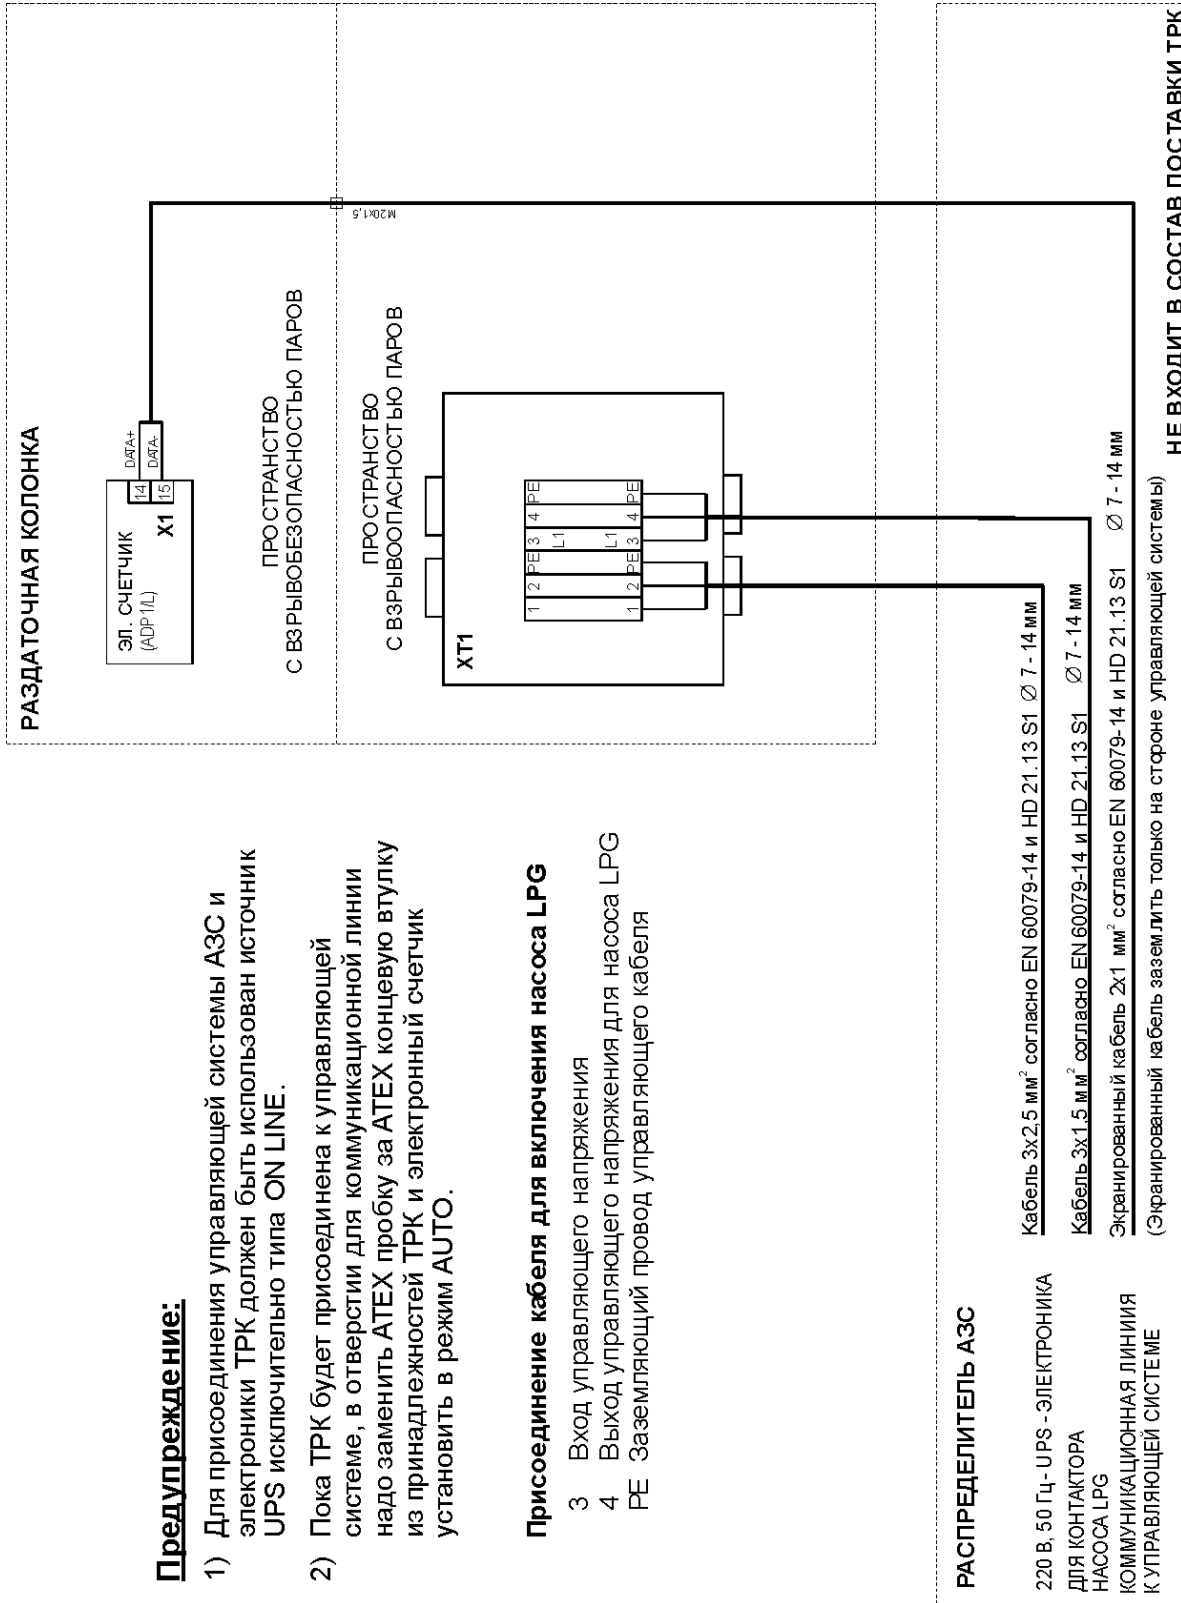 Предупреждение:
1) Для присоединения управляющей системы АЗС и
электроники ТРК должен быть использован источник
UPS исключительно типа ON LINE.
2) Пока ТРК будет присоединена к управляющей
системе, в отверстии для коммуникационной линии
надо заменить ATEX пробку за ATEX концевую втулку
из принадлежностей ТРК и электронный счетчик
установить в режим AUTO.
Присоединение кабеля для включения насоса LPG
3 Вход управляющего напряжения
4 Выход управляющего напряжения для насоса LPG
PE Заземляющий провод управляющего кабеля
РАЗДАТОЧНАЯ КОЛОНКА
ЭЛ. СЧЕТЧИК
(ADP1/L)
X1
14
15
DATA+
DATA-
ПРОСТРАНСТВО
С ВЗРЫВОБЕЗОПАСНОСТЬЮ ПАРОВ
M20x1,5
ПРОСТРАНСТВО
С ВЗРЫВООПАСНОСТЬЮ ПАРОВ
XT1
1 2 PE 3 4 PE
L1
L1
1 2 PE 3 4 PE
РАСПРЕДЕЛИТЕЛЬ АЗС
220 В, 50 Гц - UPS - ЭЛЕКТРОНИКА
Кабель 3x2,5 мм² согласно EN 60079-14 и HD 21.13 S1 Ø 7 - 14 мм
ДЛЯ КОНТАКТОРА
НАСОСА LPG
Кабель 3x1,5 мм² согласно EN 60079-14 и HD 21.13 S1 Ø 7 - 14 мм
КОММУНИКАЦИОННАЯ ЛИНИИЯ
К УПРАВЛЯЮЩЕЙ СИСТЕМЕ
Экранированный кабель 2x1 мм² согласно EN 60079-14 и HD 21.13 S1 Ø 7 - 14 мм
(Экранированный кабель заземлить только на стороне управляющей системы)
НЕ ВХОДИТ В СОСТАВ ПОСТАВКИ ТРК